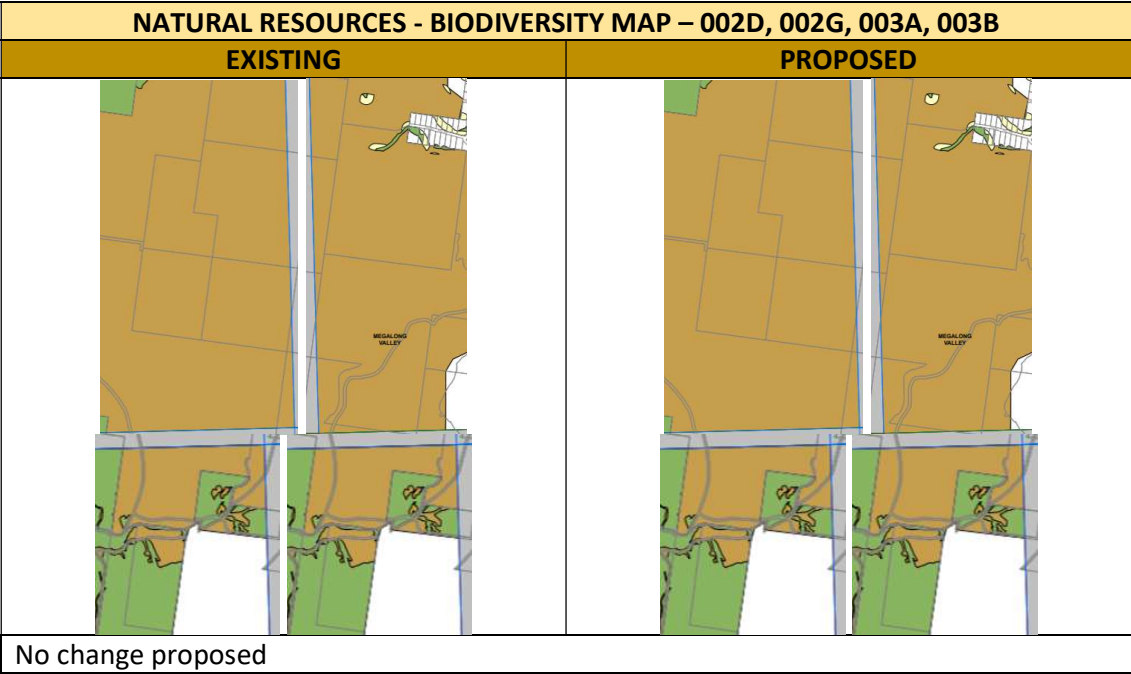 NATURAL RESOURCES - BIODIVERSITY MAP – 002D, 002G, 003A, 003B
EXISTING
PROPOSED
MEGALONG
VALLEY
MEGALONG
VALLEY
No change proposed